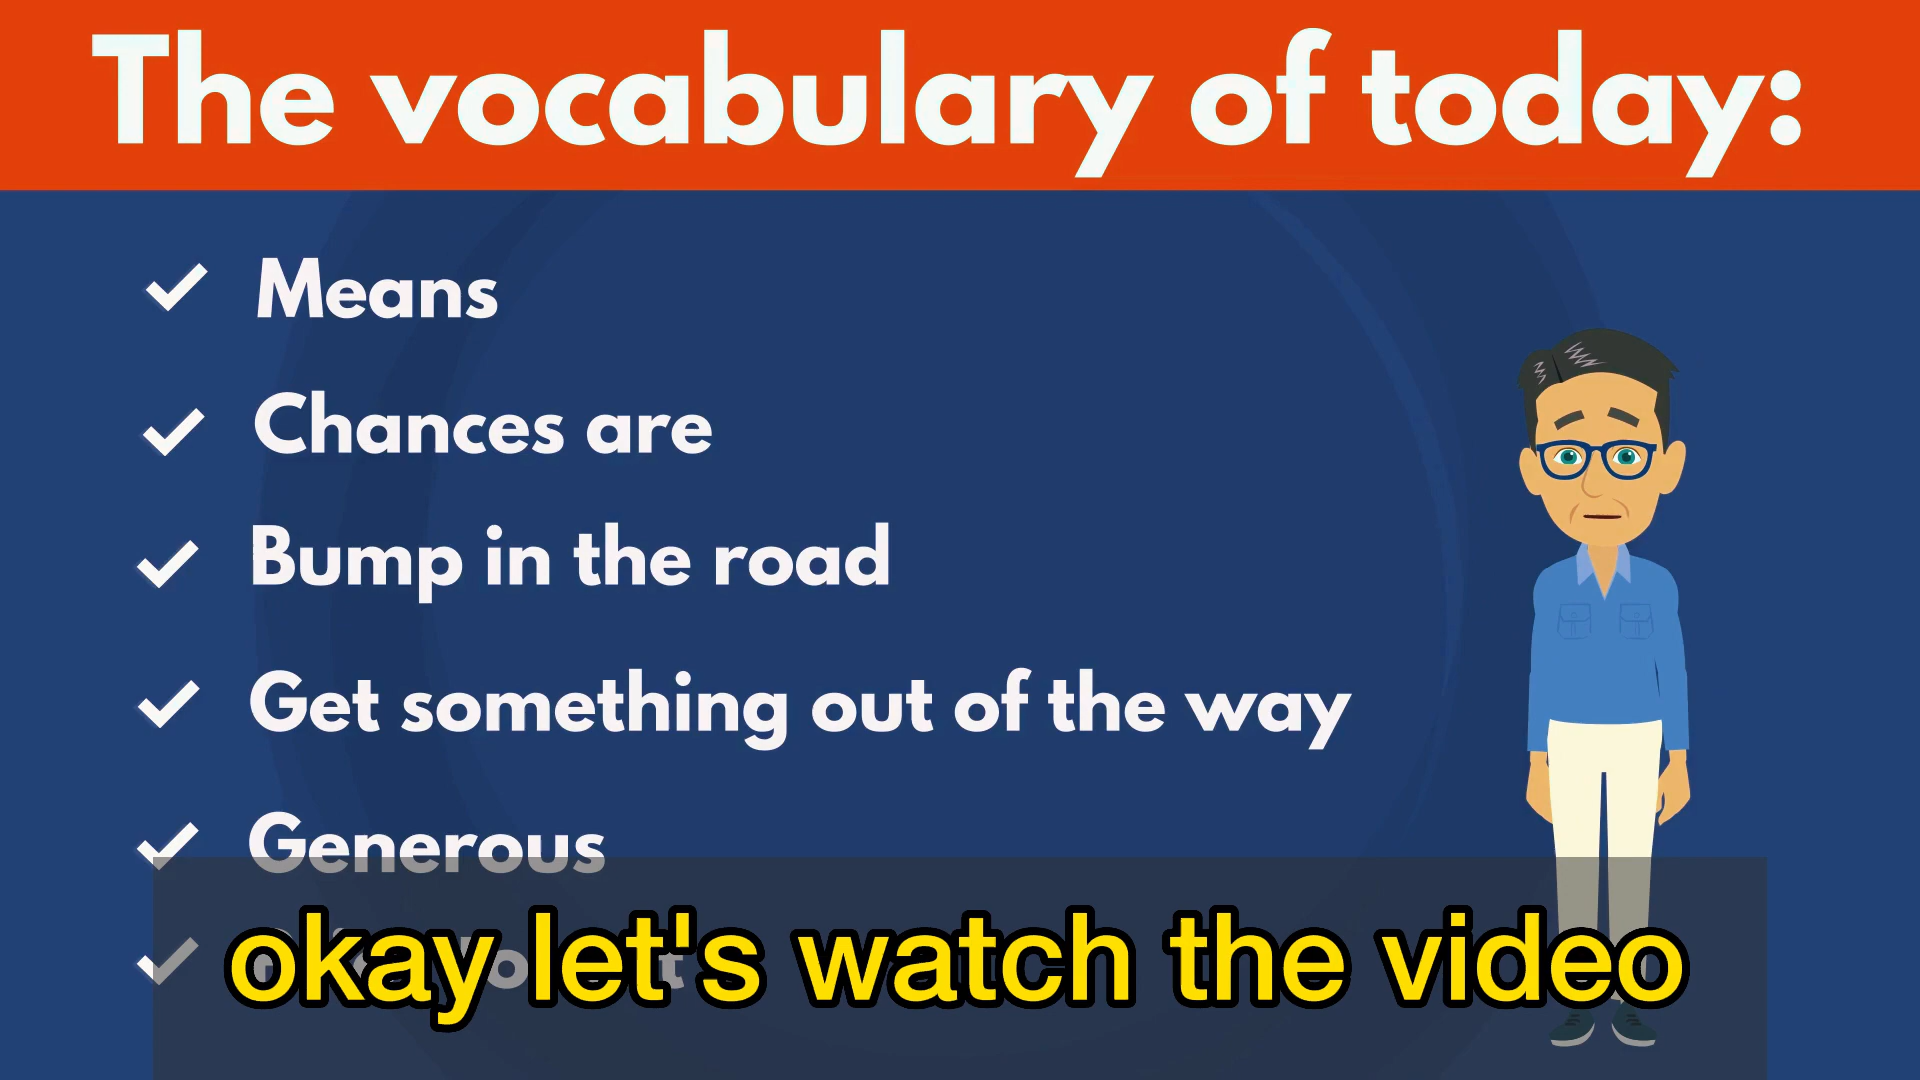 The vocabulary of today:
Means
Chances are
Bump in the road
Get something out of the way
Generous
okay let's watch the video